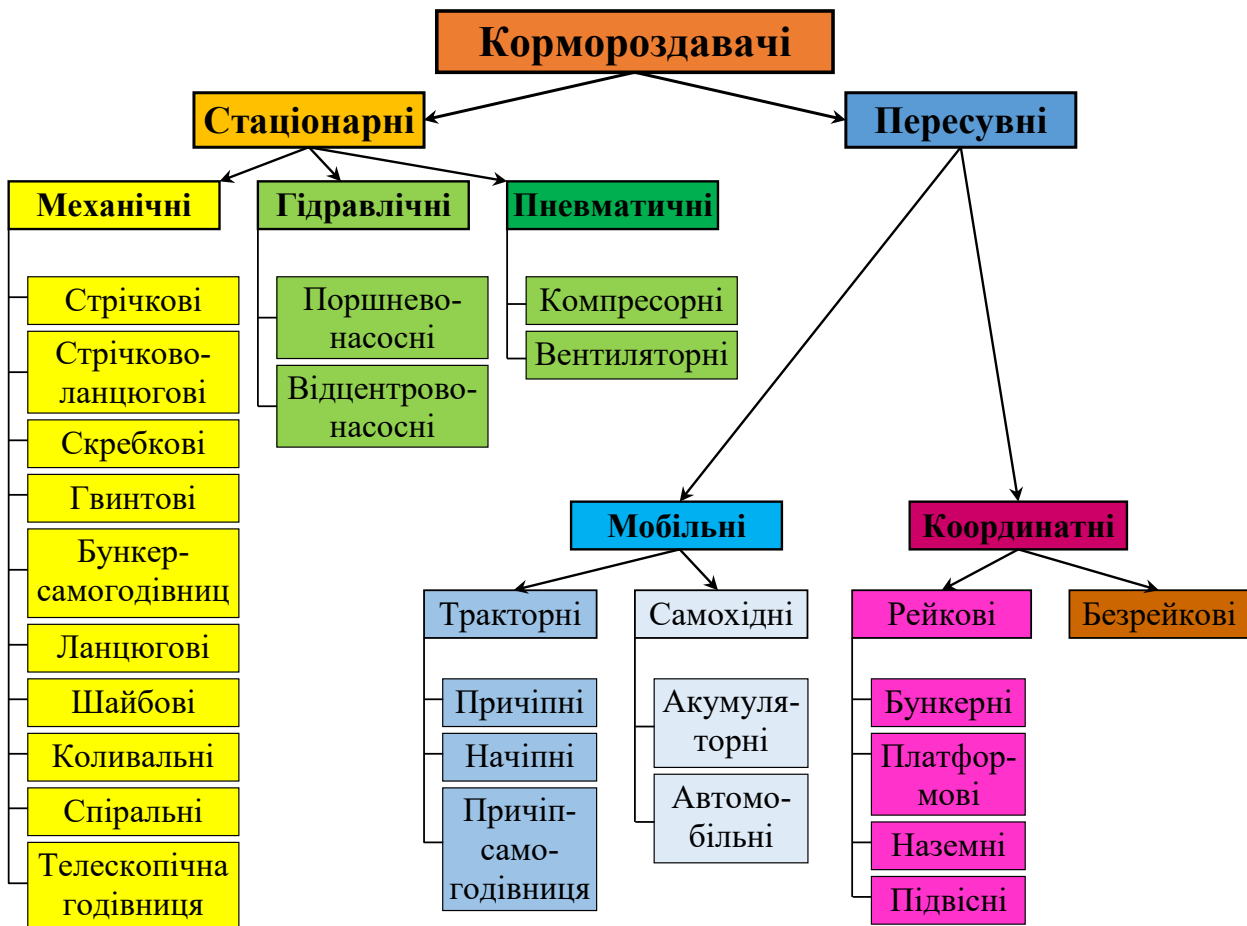 Кормороздавачі
Стаціонарні
Пересувні
Механічні
Гідравлічні
Пневматичні
Стрічкові
Стрічково-
ланцюгові
Скребкові
Гвинтові
Бункер-
самогодівниц
Ланцюгові
Шайбові
Коливальні
Спіральні
Телескопічна
годівниця
Поршнево-
насосні
Відцентрово-
насосні
Компресорні
Вентиляторні
Мобільні
Координатні
Тракторні
Самохідні
Рейкові
Безрейкові
Причіпні
Начіпні
Причіп-
само-
годівниця
Акумуля-
торні
Автомо-
більні
Бункерні
Платфор-
мові
Наземні
Підвісні